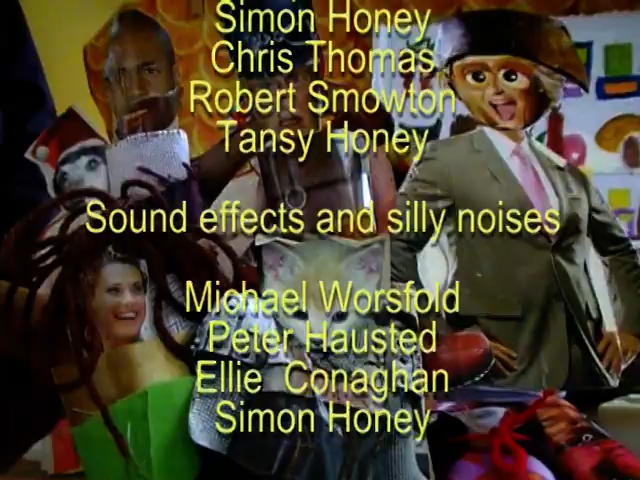 Simon Honey
Chris Thomas
Robert Smowton
Tansy Honey
Sound effects and silly noises
Michael Worsfold
Peter Hausted
Ellie Conaghan
Simon Honey